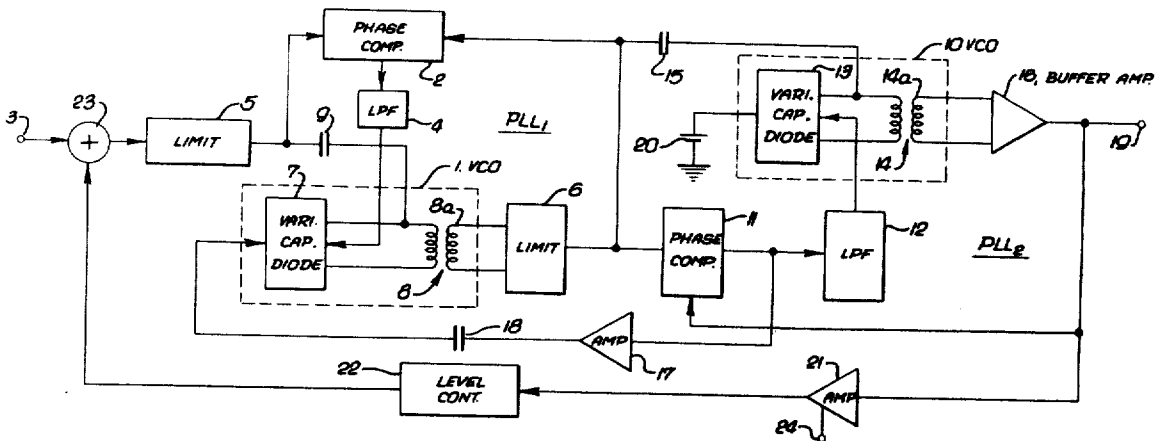 PHASE
COMP.
2
LPF
4
PLL₁
3
23
5
LIMIT
9
15
10 VCO
13
14a
VARI.
CAP.
DIODE
14
20
16, BUFFER AMP.
19
1. VCO
7
8a
VARI.
CAP.
DIODE
8
6
LIMIT
11
PHASE
COMP.
12
LPF
PLL₂
18
AMP
17
22
LEVEL
CONT.
21
AMP
24